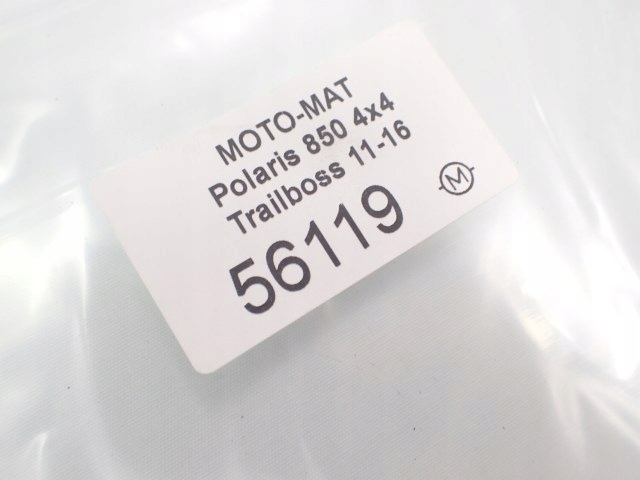 MOTO-MAT
Polaris 850 4x4
Trailboss 11-16
56119
M